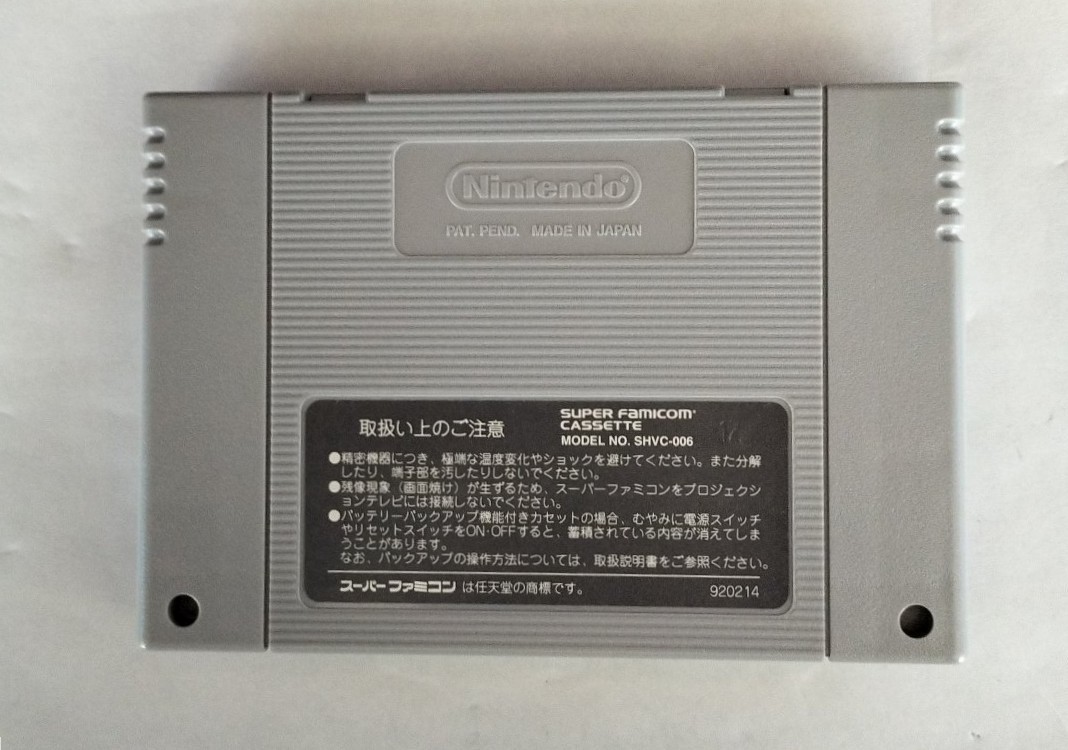 Nintendo®
PAT. PEND. MADE IN JAPAN
取扱い上のご注意
SUPER FAMICOM®
CASSETTE
MODEL NO. SHVC-006
●精密機器につき、極端な温度変化やショックを避けてください。また分解
したり、端子部を汚したりしないでください。
●残像現象（画面焼け）が生ずるため、スーパーファミコンをプロジェクシ
ョンテレビには接続しないでください。
●バッテリーバックアップ機能付きカセットの場合、むやみに電源スイッチ
やリセットスイッチをON·OFFすると、蓄積されている内容が消えてしま
うことがあります。
なお、バックアップの操作方法については、取扱説明書をご参照ください。
スーパーファミコン は任天堂の商標です。
920214